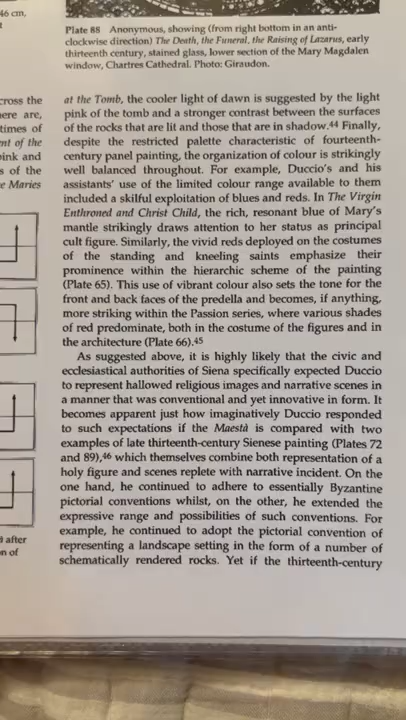 46 cm,
Plate 88 Anonymous, showing (from right bottom in an anti-
clockwise direction) The Death, the Funeral, the Raising of Lazarus, early
thirteenth century, stained glass, lower section of the Mary Magdalen
window, Chartres Cathedral. Photo: Giraudon.
cross the
ere are,
times of
nt of the
ink and
s of the
e Maries
at the Tomb, the cooler light of dawn is suggested by the light
pink of the tomb and a stronger contrast between the surfaces
of the rocks that are lit and those that are in shadow.44 Finally,
despite the restricted palette characteristic of fourteenth-
century panel painting, the organization of colour is strikingly
well balanced throughout. For example, Duccio's and his
assistants' use of the limited colour range available to them
included a skilful exploitation of blues and reds. In The Virgin
Enthroned and Christ Child, the rich, resonant blue of Mary's
mantle strikingly draws attention to her status as principal
cult figure. Similarly, the vivid reds deployed on the costumes
of the standing and kneeling saints emphasize their
prominence within the hierarchic scheme of the painting
(Plate 65). This use of vibrant colour also sets the tone for the
front and back faces of the predella and becomes, if anything,
more striking within the Passion series, where various shades
of red predominate, both in the costume of the figures and in
the architecture (Plate 66).45
As suggested above, it is highly likely that the civic and
ecclesiastical authorities of Siena specifically expected Duccio
to represent hallowed religious images and narrative scenes in
a manner that was conventional and yet innovative in form. It
becomes apparent just how imaginatively Duccio responded
to such expectations if the Maestà is compared with two
examples of late thirteenth-century Sienese painting (Plates 72
and 89),46 which themselves combine both representation of a
holy figure and scenes replete with narrative incident. On the
one hand, he continued to adhere to essentially Byzantine
pictorial conventions whilst, on the other, he extended the
expressive range and possibilities of such conventions. For
example, he continued to adopt the pictorial convention of
representing a landscape setting in the form of a number of
schematically rendered rocks. Yet if the thirteenth-century
after
n of